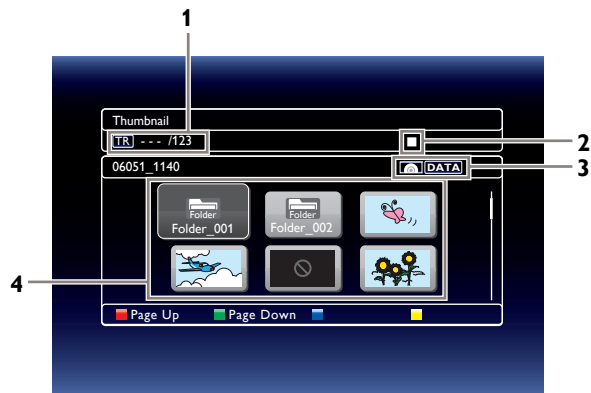 1
Thumbnail
TR - - - /123
2
06051_1140
DATA
3
Folder Folder
Folder_001 Folder_002
4
Page Up Page Down